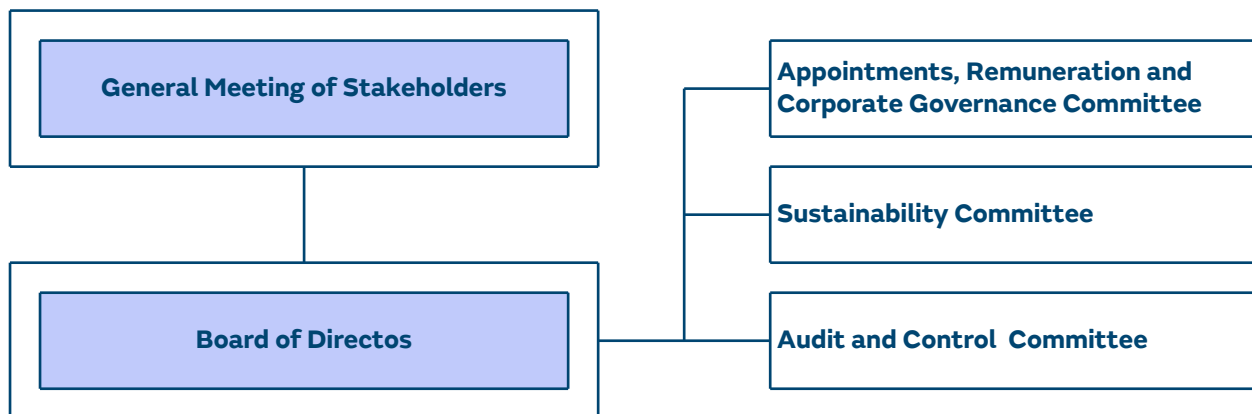 General Meeting of Stakeholders
Appointments, Remuneration and
Corporate Governance Committee
Sustainability Committee
Board of Directos
Audit and Control  Committee